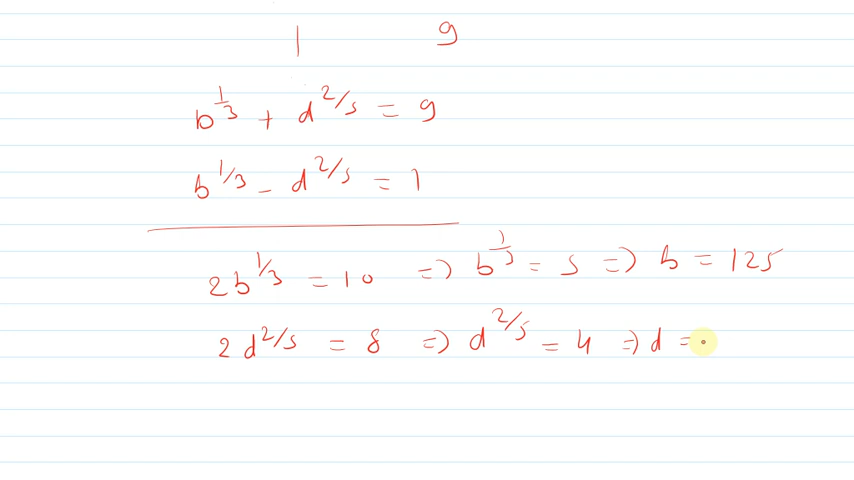 1 9
b^{1/3} + d^{2/5} = 9
b^{1/3} - d^{2/5} = 1
2b^{1/3} = 10 => b^{1/3} = 5 => b = 125
2d^{2/5} = 8 => d^{2/5} = 4 => d =